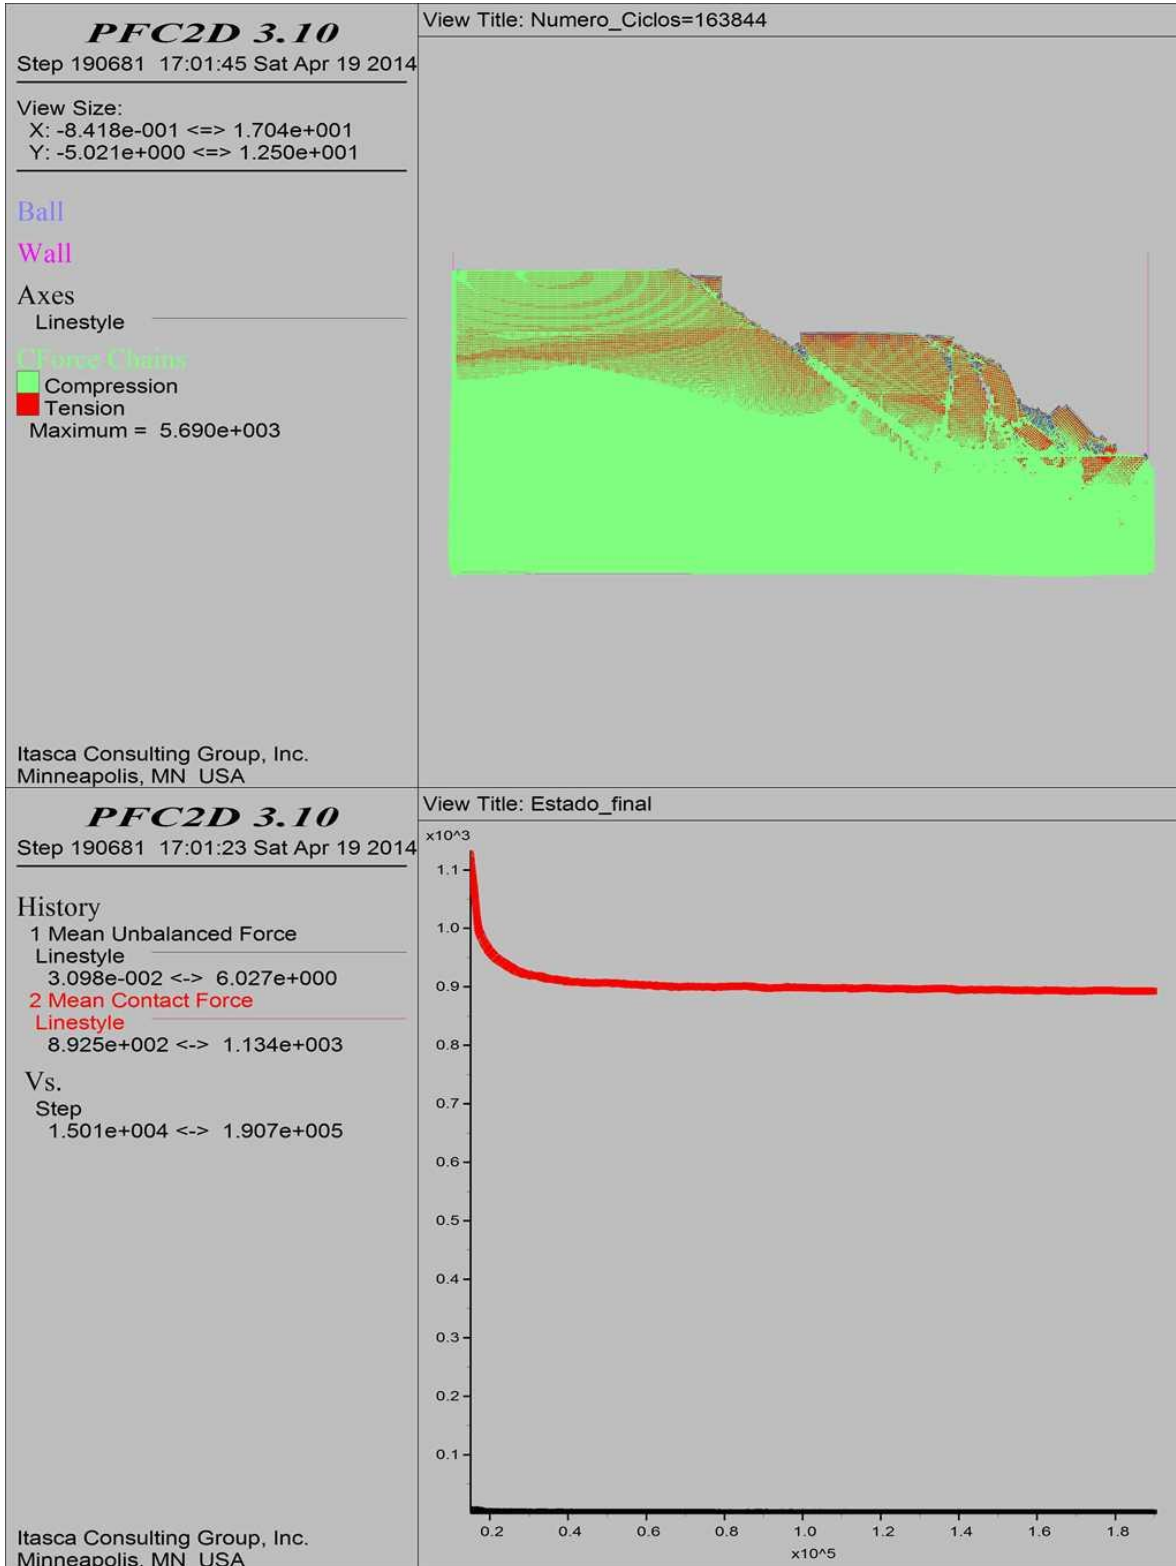 PFC2D 3.10
Step 190681 17:01:45 Sat Apr 19 2014
View Size:
X: -8.418e-001 <=> 1.704e+001
Y: -5.021e+000 <=> 1.250e+001
Ball
Wall
Axes
Linestyle
CForce Chains
Compression
Tension
Maximum = 5.690e+003
Itasca Consulting Group, Inc.
Minneapolis, MN USA
View Title: Numero_Ciclos=163844
PFC2D 3.10
Step 190681 17:01:23 Sat Apr 19 2014
History
1 Mean Unbalanced Force
Linestyle
3.098e-002 <-> 6.027e+000
2 Mean Contact Force
Linestyle
8.925e+002 <-> 1.134e+003
Vs.
Step
1.501e+004 <-> 1.907e+005
Itasca Consulting Group, Inc.
Minneapolis, MN USA
View Title: Estado_final
x10^3
1.1
1.0
0.9
0.8
0.7
0.6
0.5
0.4
0.3
0.2
0.1
0.2 0.4 0.6 0.8 1.0 1.2 1.4 1.6 1.8
x10^5